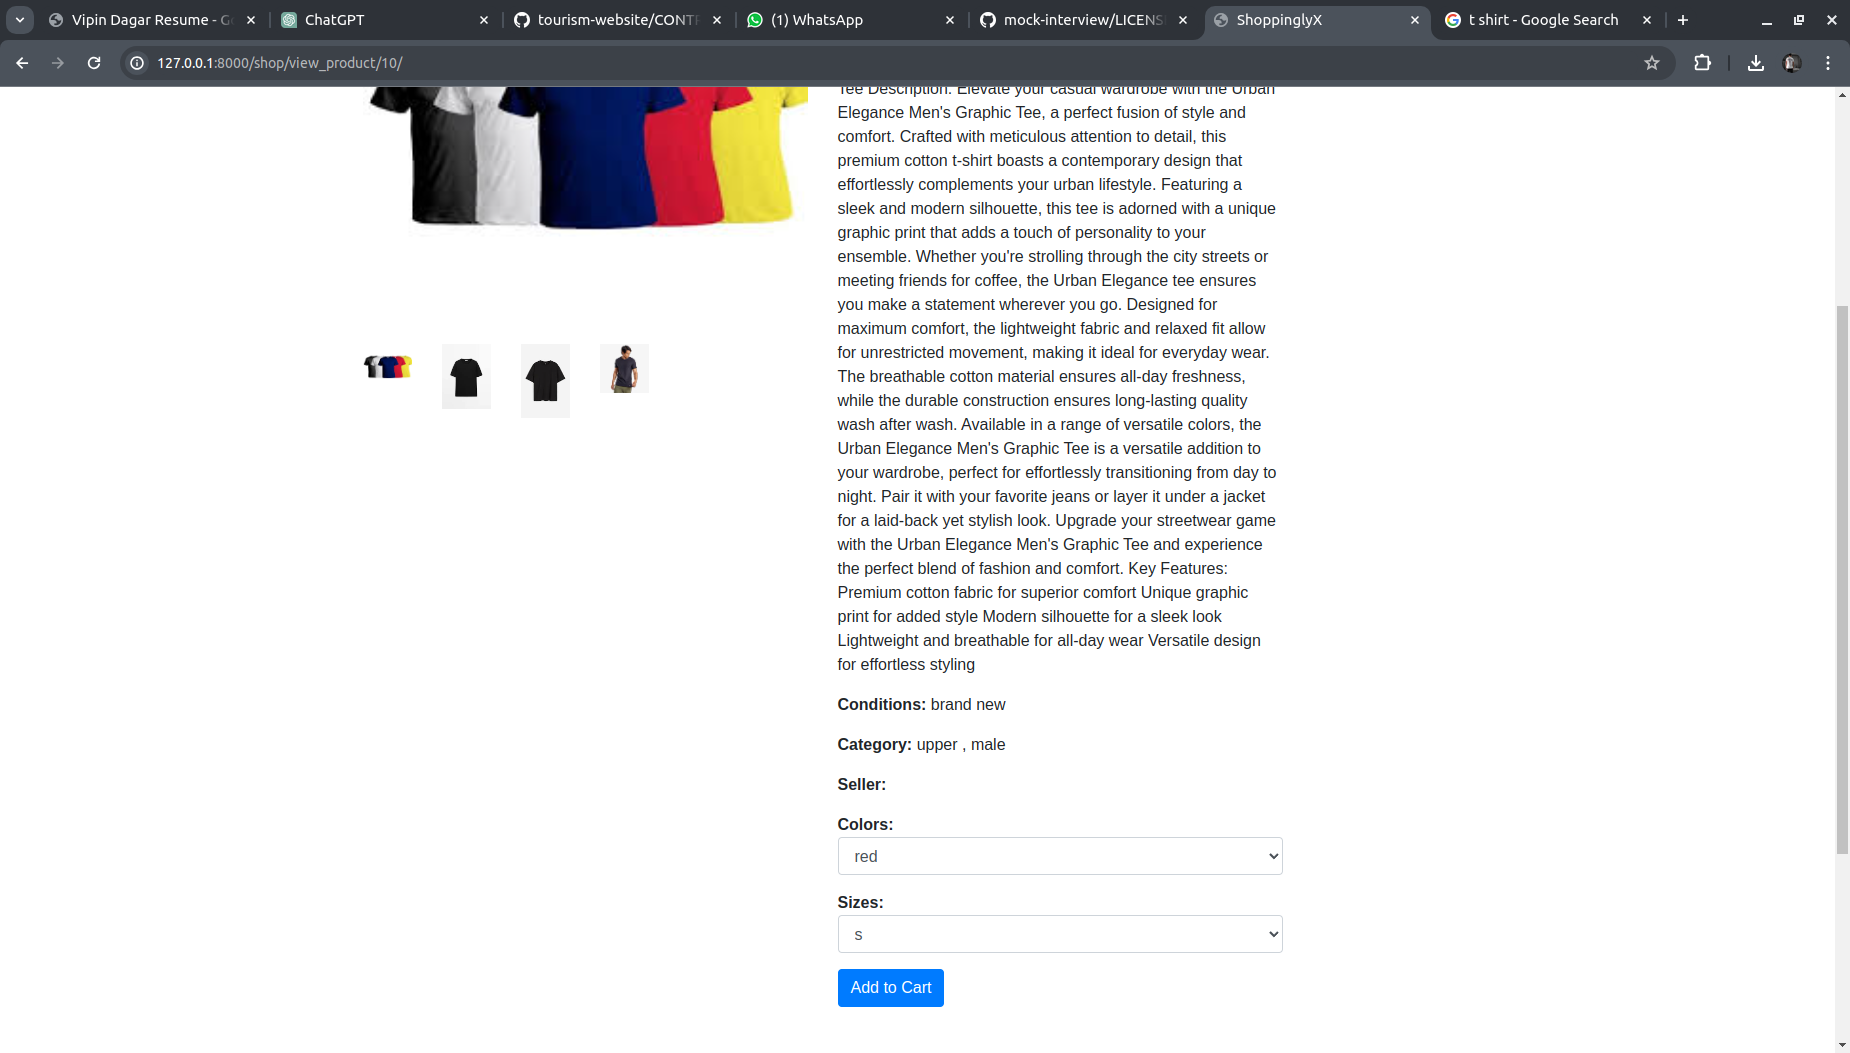 Vipin Dagar Resume - Go
ChatGPT
tourism-website/CONTR
(1) WhatsApp
mock-interview/LICENSE
ShoppinglyX
t shirt - Google Search
127.0.0.1:8000/shop/view_product/10/
Tee Description: Elevate your casual wardrobe with the Urban
Elegance Men's Graphic Tee, a perfect fusion of style and
comfort. Crafted with meticulous attention to detail, this
premium cotton t-shirt boasts a contemporary design that
effortlessly complements your urban lifestyle. Featuring a
sleek and modern silhouette, this tee is adorned with a unique
graphic print that adds a touch of personality to your
ensemble. Whether you're strolling through the city streets or
meeting friends for coffee, the Urban Elegance tee ensures
you make a statement wherever you go. Designed for
maximum comfort, the lightweight fabric and relaxed fit allow
for unrestricted movement, making it ideal for everyday wear.
The breathable cotton material ensures all-day freshness,
while the durable construction ensures long-lasting quality
wash after wash. Available in a range of versatile colors, the
Urban Elegance Men's Graphic Tee is a versatile addition to
your wardrobe, perfect for effortlessly transitioning from day to
night. Pair it with your favorite jeans or layer it under a jacket
for a laid-back yet stylish look. Upgrade your streetwear game
with the Urban Elegance Men's Graphic Tee and experience
the perfect blend of fashion and comfort. Key Features:
Premium cotton fabric for superior comfort Unique graphic
print for added style Modern silhouette for a sleek look
Lightweight and breathable for all-day wear Versatile design
for effortless styling
Conditions: brand new
Category: upper , male
Seller:
Colors:
red
Sizes:
s
Add to Cart